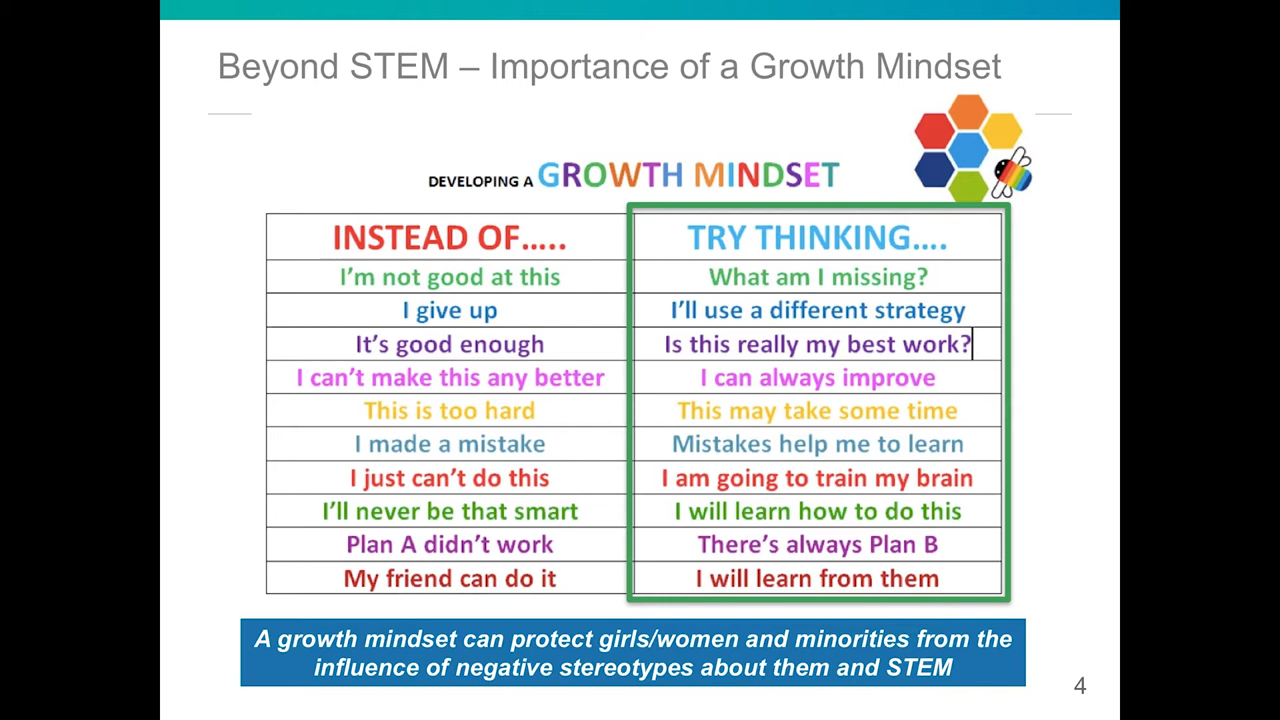 Beyond STEM – Importance of a Growth Mindset
DEVELOPING A GROWTH MINDSET
INSTEAD OF….. TRY THINKING….
I’m not good at this What am I missing?
I give up I’ll use a different strategy
It’s good enough Is this really my best work?
I can’t make this any better I can always improve
This is too hard This may take some time
I made a mistake Mistakes help me to learn
I just can’t do this I am going to train my brain
I’ll never be that smart I will learn how to do this
Plan A didn’t work There’s always Plan B
My friend can do it I will learn from them
A growth mindset can protect girls/women and minorities from the
influence of negative stereotypes about them and STEM
4